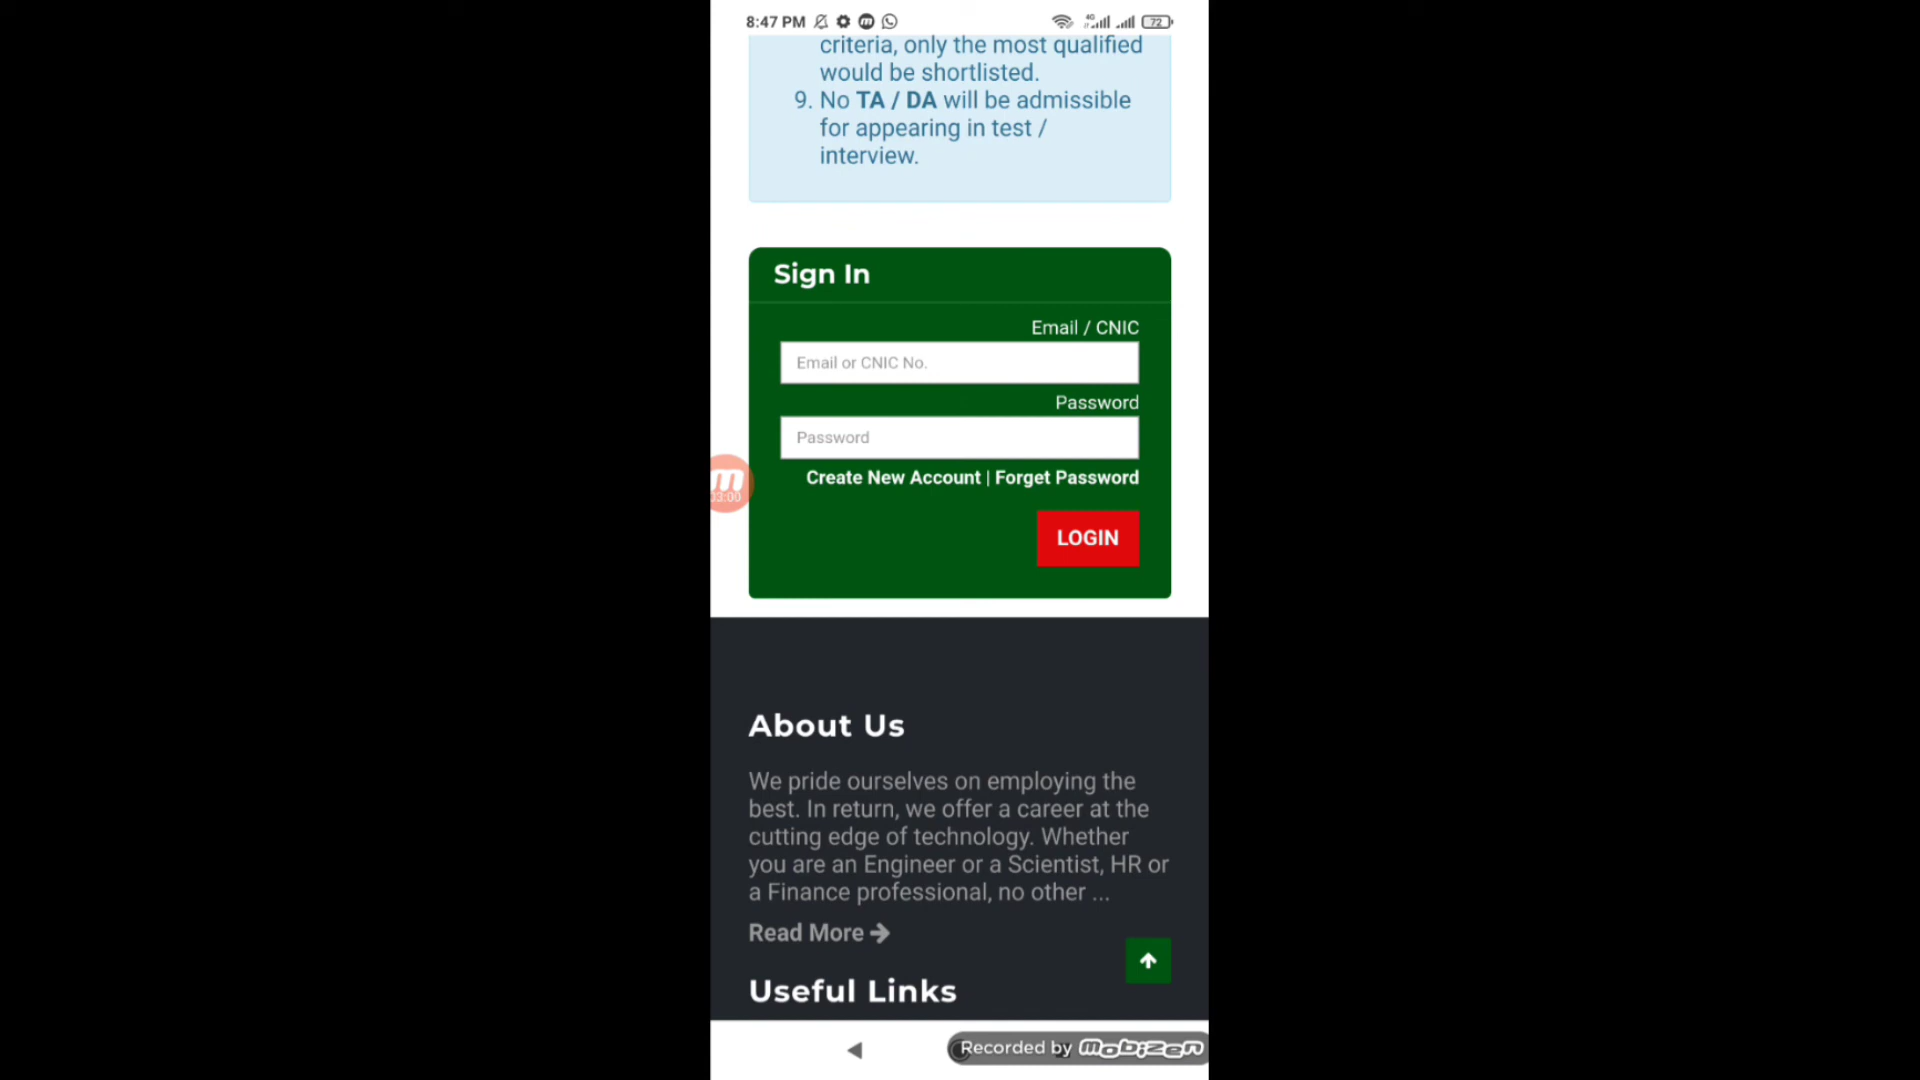 8:47 PM
4G
72
criteria, only the most qualified
would be shortlisted.
9. No TA / DA will be admissible
for appearing in test /
interview.
Sign In
Email / CNIC
Email or CNIC No.
Password
Password
Create New Account | Forget Password
m
03:00
LOGIN
About Us
We pride ourselves on employing the
best. In return, we offer a career at the
cutting edge of technology. Whether
you are an Engineer or a Scientist, HR or
a Finance professional, no other ...
Read More
Useful Links
Recorded by mobizen